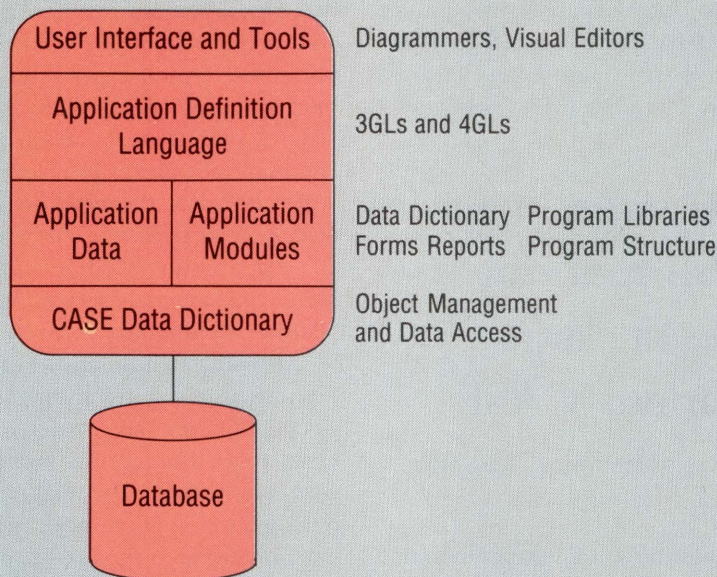 User Interface and Tools
Diagrammers, Visual Editors
Application Definition
Language
3GLs and 4GLs
Application
Data
Application
Modules
Data Dictionary Program Libraries
Forms Reports Program Structure
CASE Data Dictionary
Object Management
and Data Access
Database